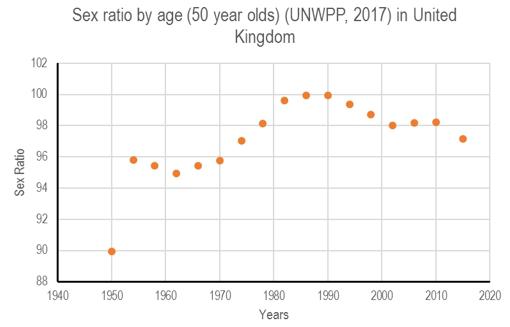 Sex ratio by age (50 year olds) (UNWPP, 2017) in United
Kingdom
102
100
98
96
94
92
90
88
Sex Ratio
1940 1950 1960 1970 1980 1990 2000 2010 2020
Years